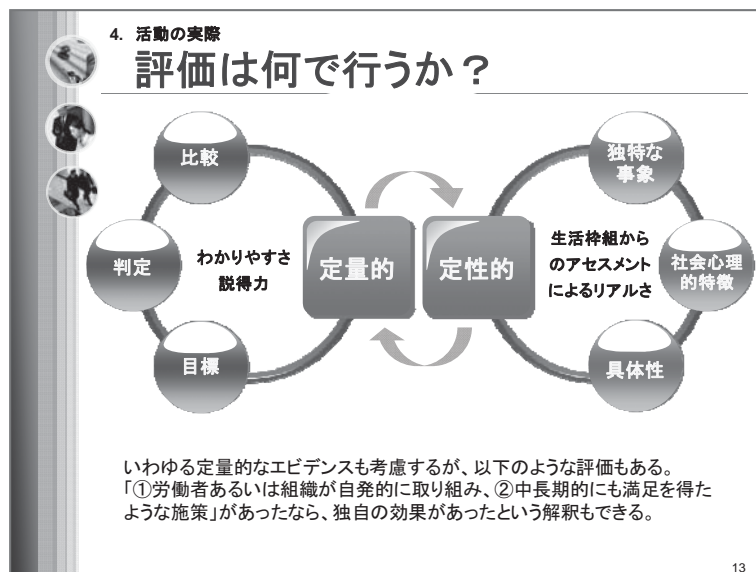 4. 活動の実際
評価は何で行うか？
比較
判定
目標
わかりやすさ
説得力
定量的
定性的
生活枠組から
のアセスメント
によるリアルさ
独特な
事象
社会心理
的特徴
具体性
いわゆる定量的なエビデンスも考慮するが、以下のような評価もある。
「①労働者あるいは組織が自発的に取り組み、②中長期的にも満足を得た
ような施策」があったなら、独自の効果があったという解釈もできる。
13